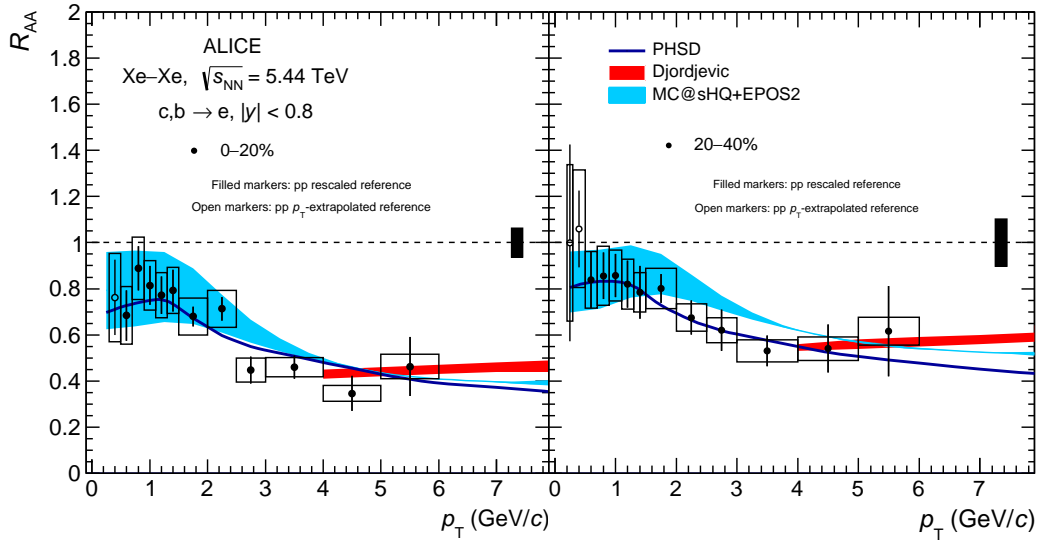 R_AA
2
1.8
1.6
1.4
1.2
1
0.8
0.6
0.4
0.2
0
ALICE
Xe–Xe, √s_NN = 5.44 TeV
c,b → e, |y| < 0.8
0–20%
Filled markers: pp rescaled reference
Open markers: pp p_T-extrapolated reference
0 1 2 3 4 5 6 7
p_T (GeV/c)
PHSD
Djordjevic
MC@sHQ+EPOS2
20–40%
Filled markers: pp rescaled reference
Open markers: pp p_T-extrapolated reference
0 1 2 3 4 5 6 7
p_T (GeV/c)